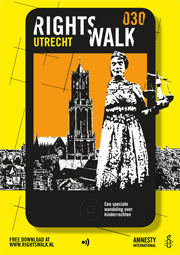 RIGHTS 030
UTRECHT WALK
Een speciale
wandeling over
kinderrechten
FREE DOWNLOAD AT
WWW.RIGHTSWALK.NL
AMNESTY
INTERNATIONAL